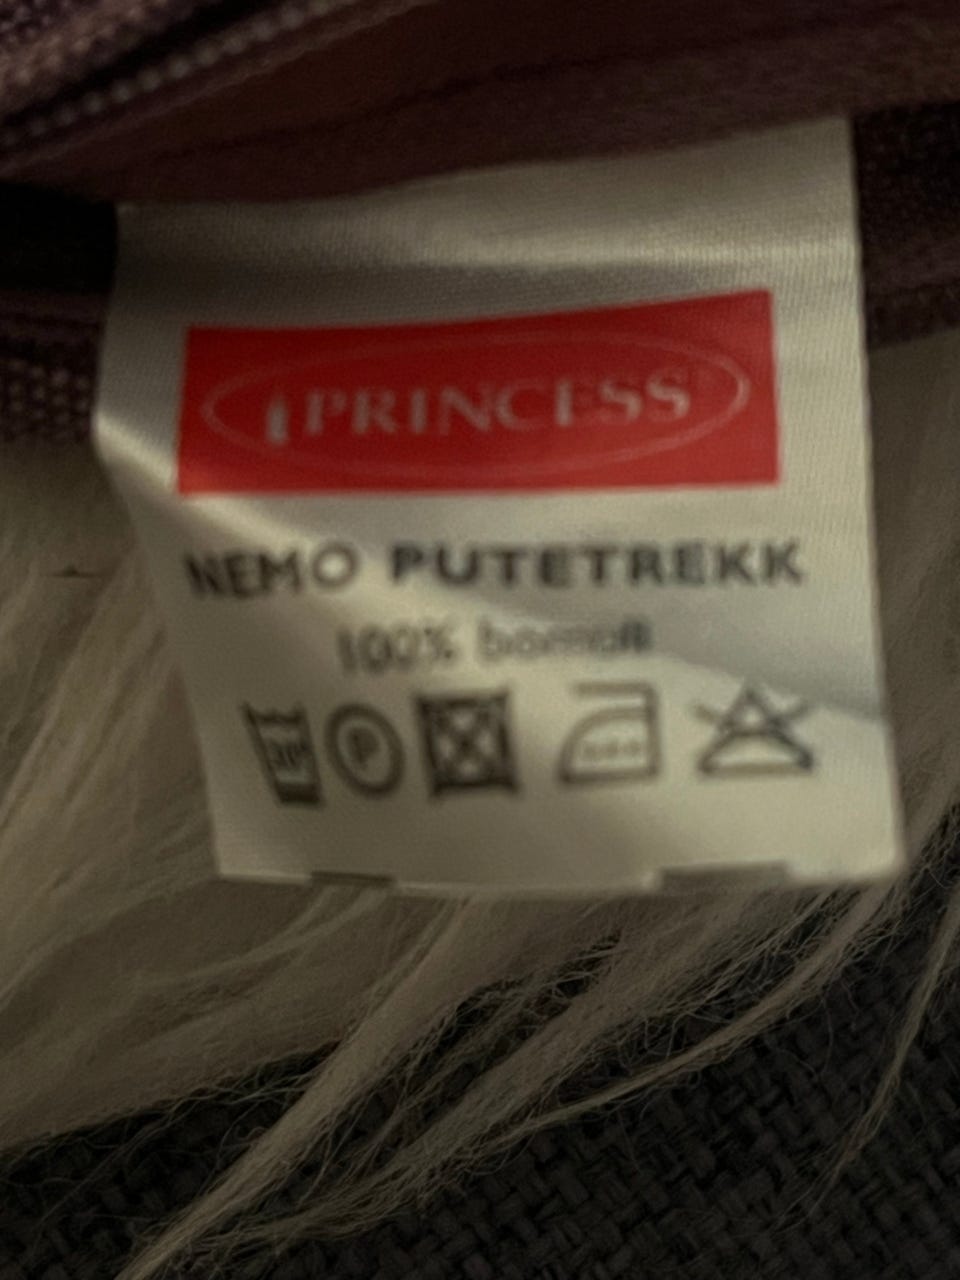 PRINCESS
NEMO PUTETREKK
100% bomull
P